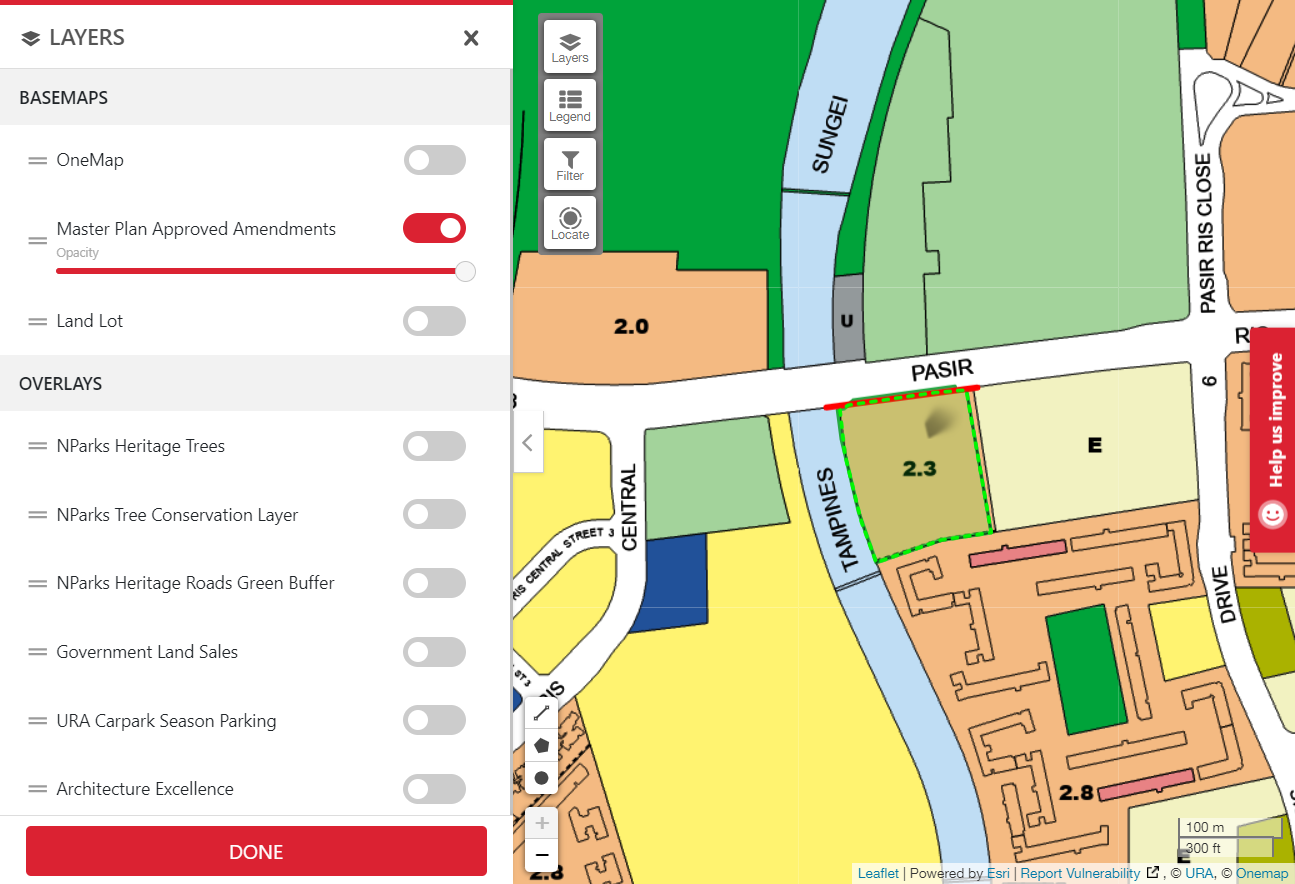 LAYERS
BASEMAPS
OneMap
Master Plan Approved Amendments
Opacity
Land Lot
OVERLAYS
NParks Heritage Trees
NParks Tree Conservation Layer
NParks Heritage Roads Green Buffer
Government Land Sales
URA Carpark Season Parking
Architecture Excellence
DONE
Layers
Legend
Filter
Locate
SUNGEI
PASIR RIS CLOSE
2.0
U
PASIR
6
E
2.3
TAMPINES
CENTRAL
RIS CENTRAL STREET 3
ST 3
RIS
DRIVE
2.8
2.8
E
Help us improve
+
−
100 m
300 ft
Leaflet | Powered by Esri | Report Vulnerability , © URA, © Onemap